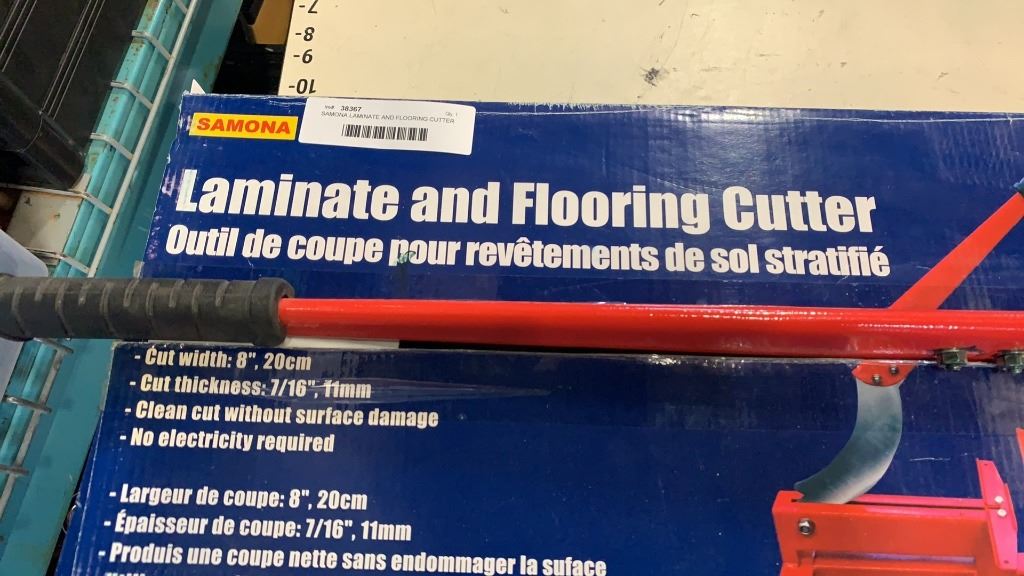 -7
-8
-6
-01
SAMONA
38367
SAMONA LAMINATE AND FLOORING CUTTER
Laminate and Flooring Cutter
Outil de coupe pour revêtements de sol stratifié
- Cut width: 8", 20cm
- Cut thickness: 7/16", 11mm
- Clean cut without surface damage
- No electricity required
- Largeur de coupe: 8", 20cm
- Épaisseur de coupe: 7/16", 11mm
- Produis une coupe nette sans endommager la suface